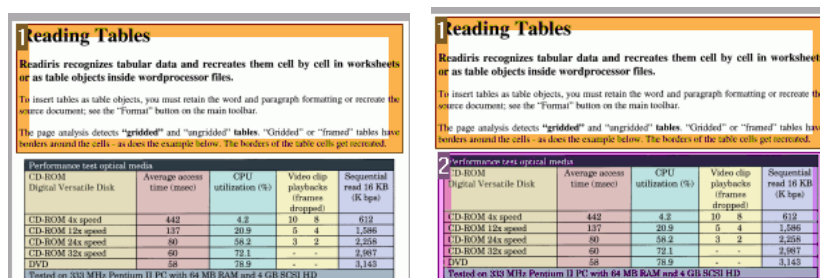 1 Reading Tables
Readiris recognizes tabular data and recreates them cell by cell in worksheets
or as table objects inside wordprocessor files.
To insert tables as table objects, you must retain the word and paragraph formatting or recreate the
source document; see the "Format" button on the main toolbar.
The page analysis detects "gridded" and "ungridded" tables. "Gridded" or "framed" tables have
borders around the cells - as does the example below. The borders of the table cells get recreated.
Performance test optical media
CD-ROM Average access CPU Video clip Sequential
Digital Versatile Disk time (msec) utilization (%) playbacks read 16 KB
(frames (K bps)
dropped)
CD-ROM 4x speed 442 4.2 10 8 612
CD-ROM 12x speed 137 20.9 5 4 1,586
CD-ROM 24x speed 80 58.2 3 2 2,258
CD-ROM 32x speed 60 72.1 - - 2,987
DVD 58 78.9 - - 3,143
Tested on 333 MHz Pentium II PC with 64 MB RAM and 4 GB SCSI HD
1 Reading Tables
Readiris recognizes tabular data and recreates them cell by cell in workshee
or as table objects inside wordprocessor files.
To insert tables as table objects, you must retain the word and paragraph formatting or recreate th
source document; see the "Format" button on the main toolbar.
The page analysis detects "gridded" and "ungridded" tables. "Gridded" or "framed" tables hav
borders around the cells - as does the example below. The borders of the table cells get recreated.
2 Performance test optical media
CD-ROM Average access CPU Video clip Sequential
Digital Versatile Disk time (msec) utilization (%) playbacks read 16 KB
(frames (K bps)
dropped)
CD-ROM 4x speed 442 4.2 10 8 612
CD-ROM 12x speed 137 20.9 5 4 1,586
CD-ROM 24x speed 80 58.2 3 2 2,258
CD-ROM 32x speed 60 72.1 - - 2,987
DVD 58 78.9 - - 3,143
Tested on 333 MHz Pentium II PC with 64 MB RAM and 4 GB SCSI HD